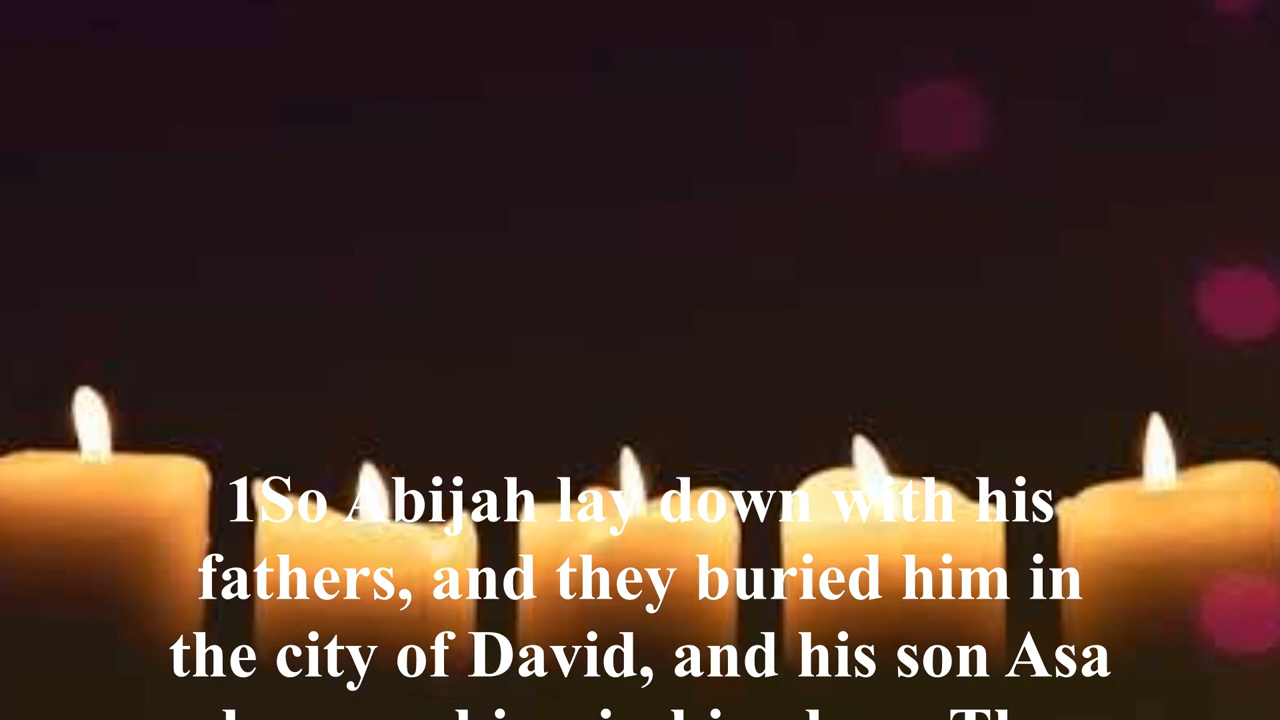 1So Abijah lay down with his
fathers, and they buried him in
the city of David, and his son Asa